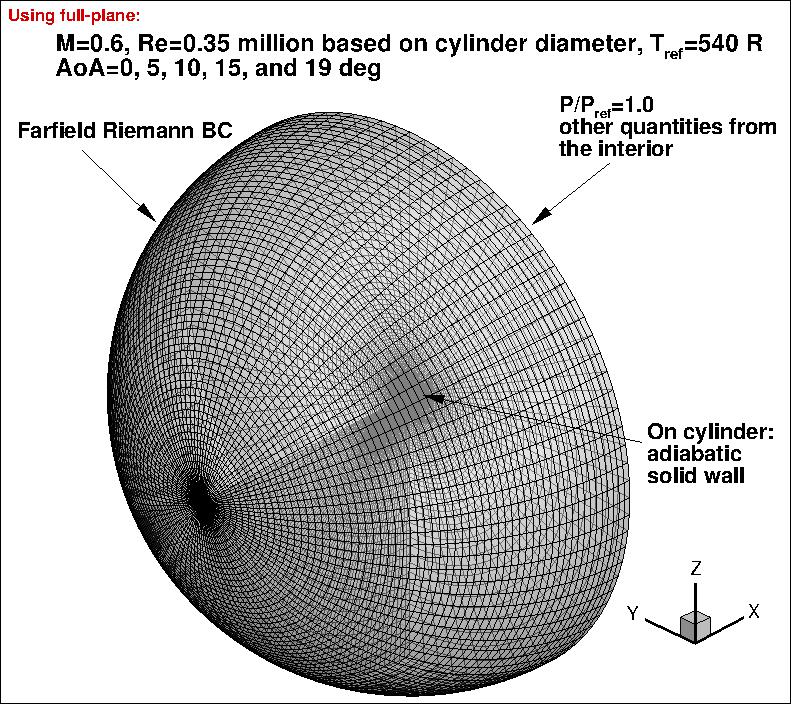 Using full-plane:
M=0.6, Re=0.35 million based on cylinder diameter, Tref=540 R
AoA=0, 5, 10, 15, and 19 deg
Farfield Riemann BC
P/Pref=1.0
other quantities from
the interior
On cylinder:
adiabatic
solid wall
Z
Y
X